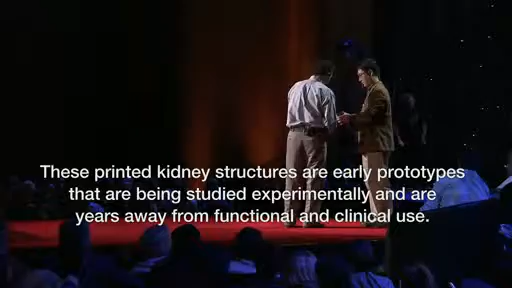 These printed kidney structures are early prototypes
that are being studied experimentally and are
years away from functional and clinical use.